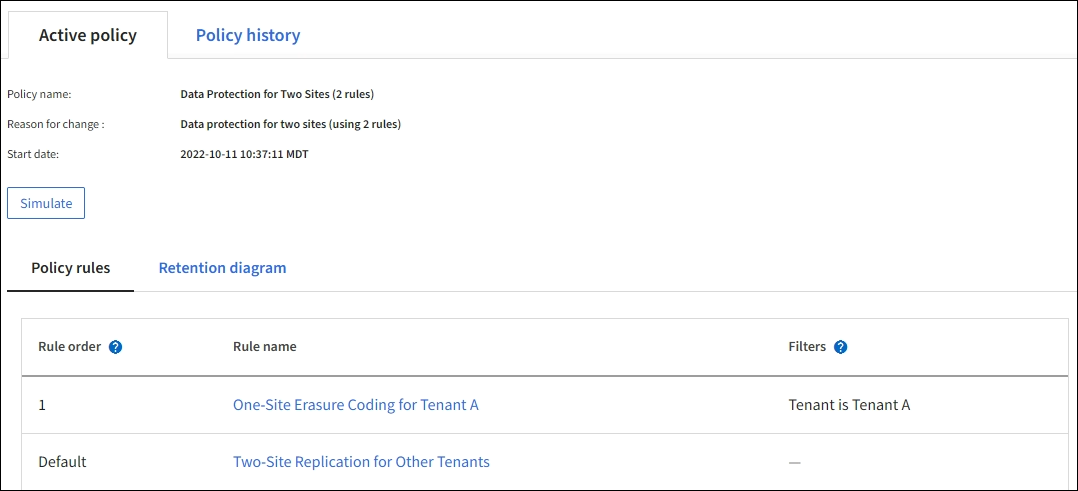 Active policy Policy history
Policy name: Data Protection for Two Sites (2 rules)
Reason for change : Data protection for two sites (using 2 rules)
Start date: 2022-10-11 10:37:11 MDT
Simulate
Policy rules Retention diagram
Rule order ? Rule name Filters ?
1 One-Site Erasure Coding for Tenant A Tenant is Tenant A
Default Two-Site Replication for Other Tenants —